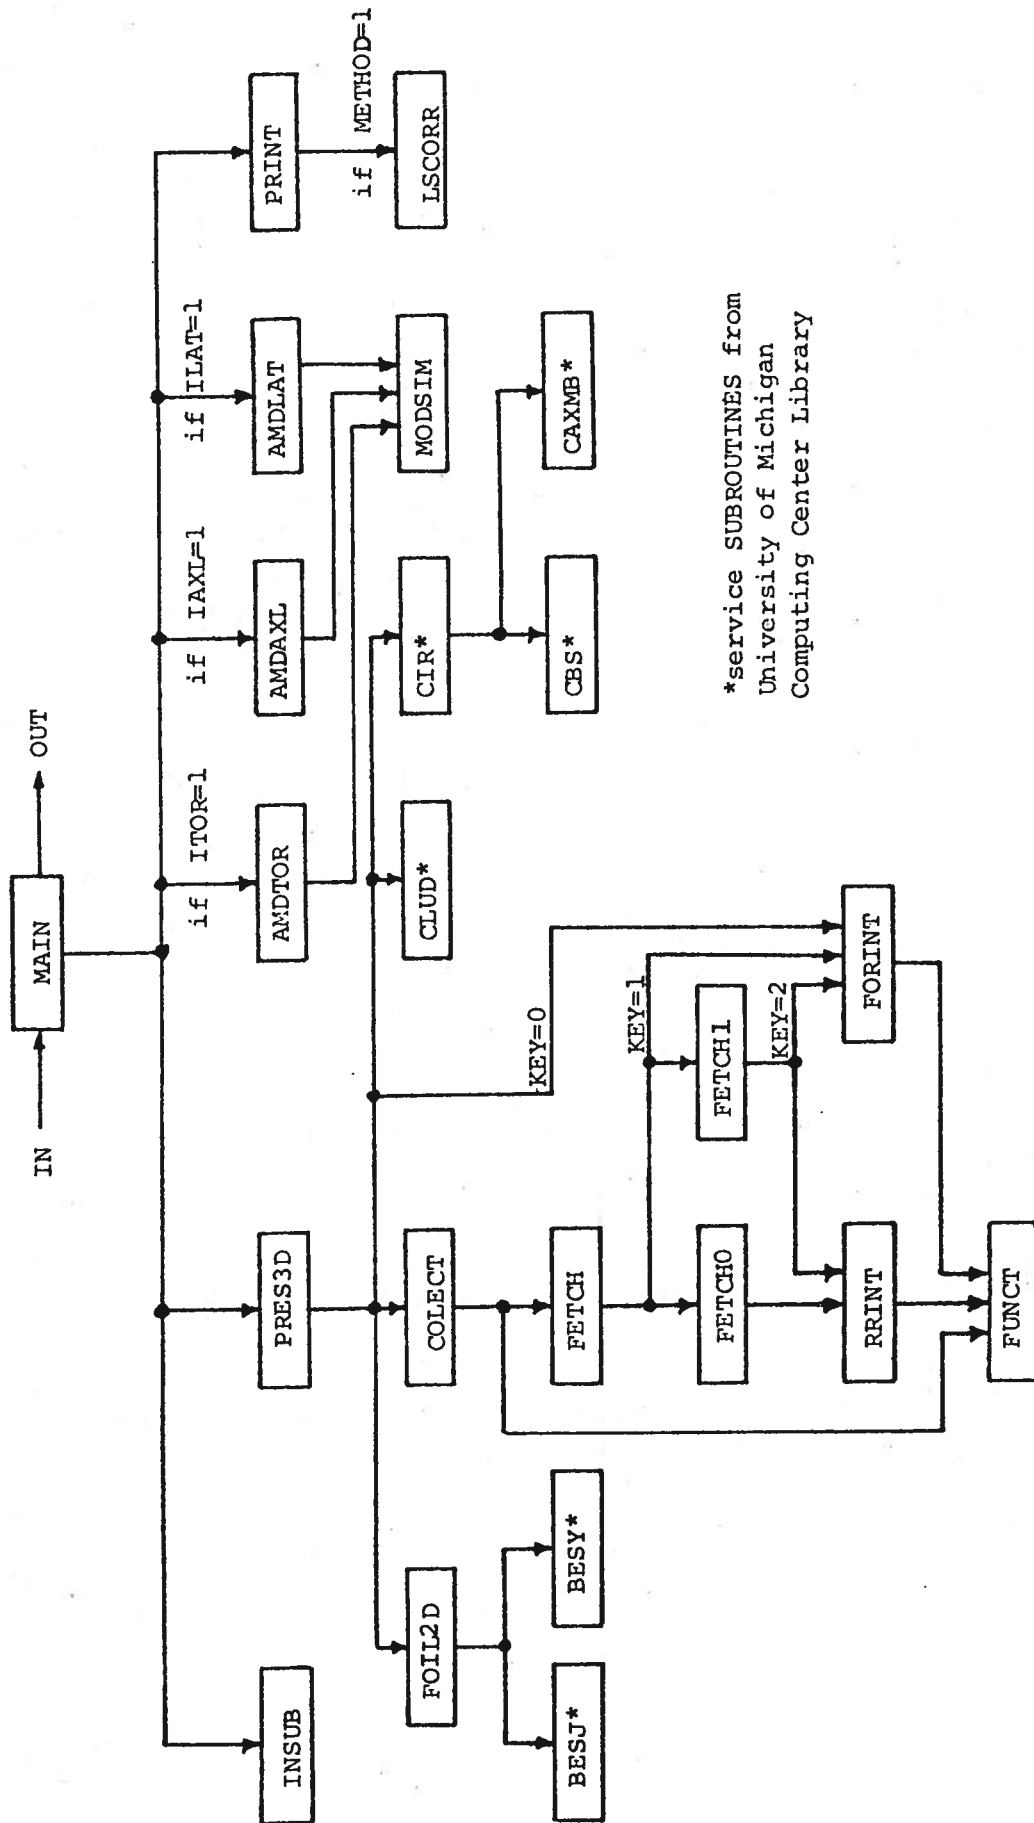 IN
MAIN
OUT
if ITOR=1
if IAXL=1
if ILAT=1
INSUB
PRES3D
AMDTOR
AMDAXL
AMDLAT
PRINT
if METHOD=1
FOIL2D
COLECT
CLUD*
CIR*
MODSIM
LSCORR
BESJ*
BESY*
FETCH
KEY=0
CBS*
CAXMB*
KEY=1
FETCH0
FETCH1
KEY=2
RRINT
FORINT
FUNCT
*service SUBROUTINES from
University of Michigan
Computing Center Library